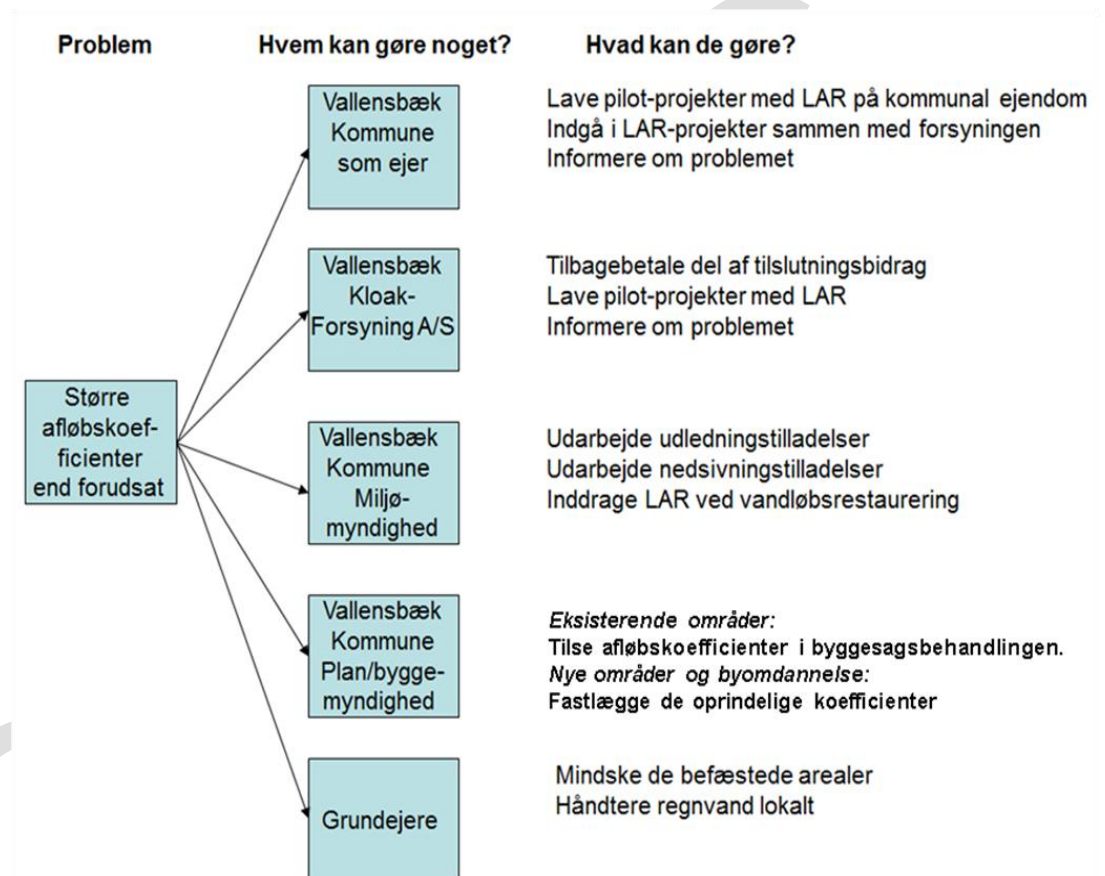 Problem
Hvem kan gøre noget?
Hvad kan de gøre?
Vallensbæk
Kommune
som ejer
Lave pilot-projekter med LAR på kommunal ejendom
Indgå i LAR-projekter sammen med forsyningen
Informere om problemet
Vallensbæk
Kloak-
Forsyning A/S
Tilbagebetale del af tilslutningsbidrag
Lave pilot-projekter med LAR
Informere om problemet
Større
afløbskoef-
ficienter
end forudsat
Vallensbæk
Kommune
Miljø-
myndighed
Udarbejde udledningstilladelser
Udarbejde nedsivningstilladelser
Inddrage LAR ved vandløbsrestaurering
Vallensbæk
Kommune
Plan/bygge-
myndighed
Eksisterende områder:
Tilse afløbskoefficienter i byggesagsbehandlingen.
Nye områder og byomdannelse:
Fastlægge de oprindelige koefficienter
Grundejere
Mindske de befæstede arealer
Håndtere regnvand lokalt